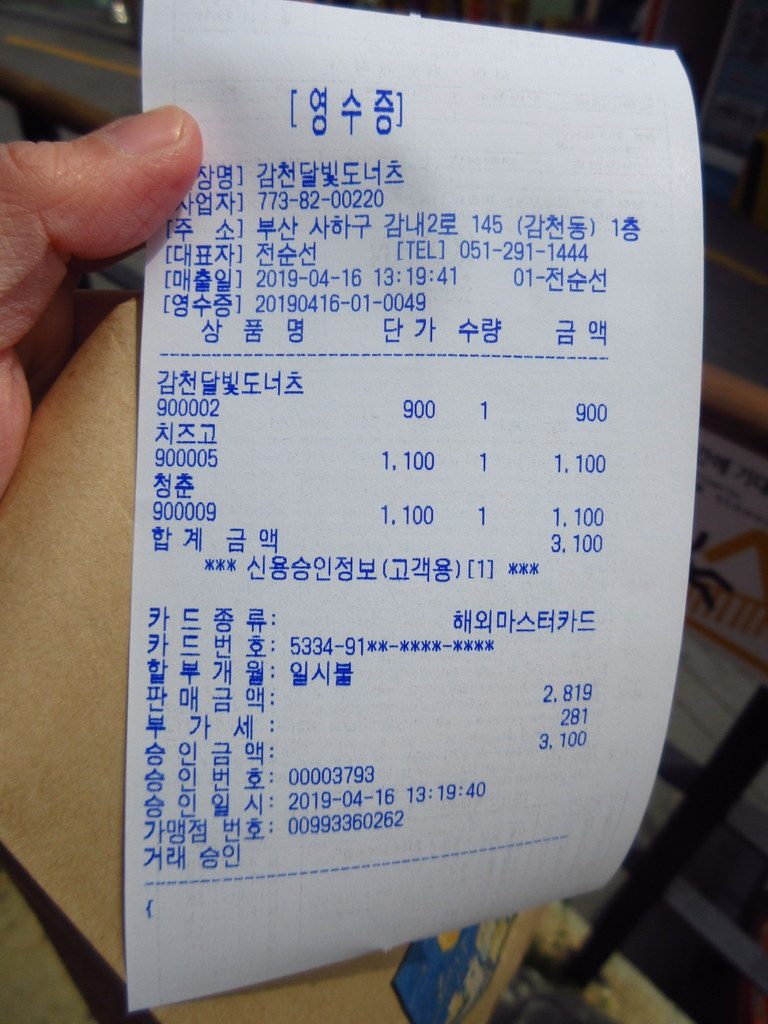 [영수증]
장명] 감천달빛도너츠
사업자] 773-82-00220
[주 소] 부산 사하구 감내2로 145 (감천동) 1층
[대표자] 전순선 [TEL] 051-291-1444
[매출일] 2019-04-16 13:19:41 01-전순선
[영수증] 20190416-01-0049
상 품 명 단 가 수량 금 액
감천달빛도너츠
900002 900 1 900
치즈고
900005 1,100 1 1,100
청춘
900009 1,100 1 1,100
합 계 금 액 3,100
*** 신용승인정보(고객용)[1] ***
카 드 종 류: 해외마스터카드
카 드 번 호: 5334-91**-****-****
할 부 개 월: 일시불
판 매 금 액: 2,819
부 가 세 : 281
승 인 금 액: 3,100
승 인 번 호: 00003793
승 인 일 시: 2019-04-16 13:19:40
가맹점 번호: 00993360262
거래 승인
{